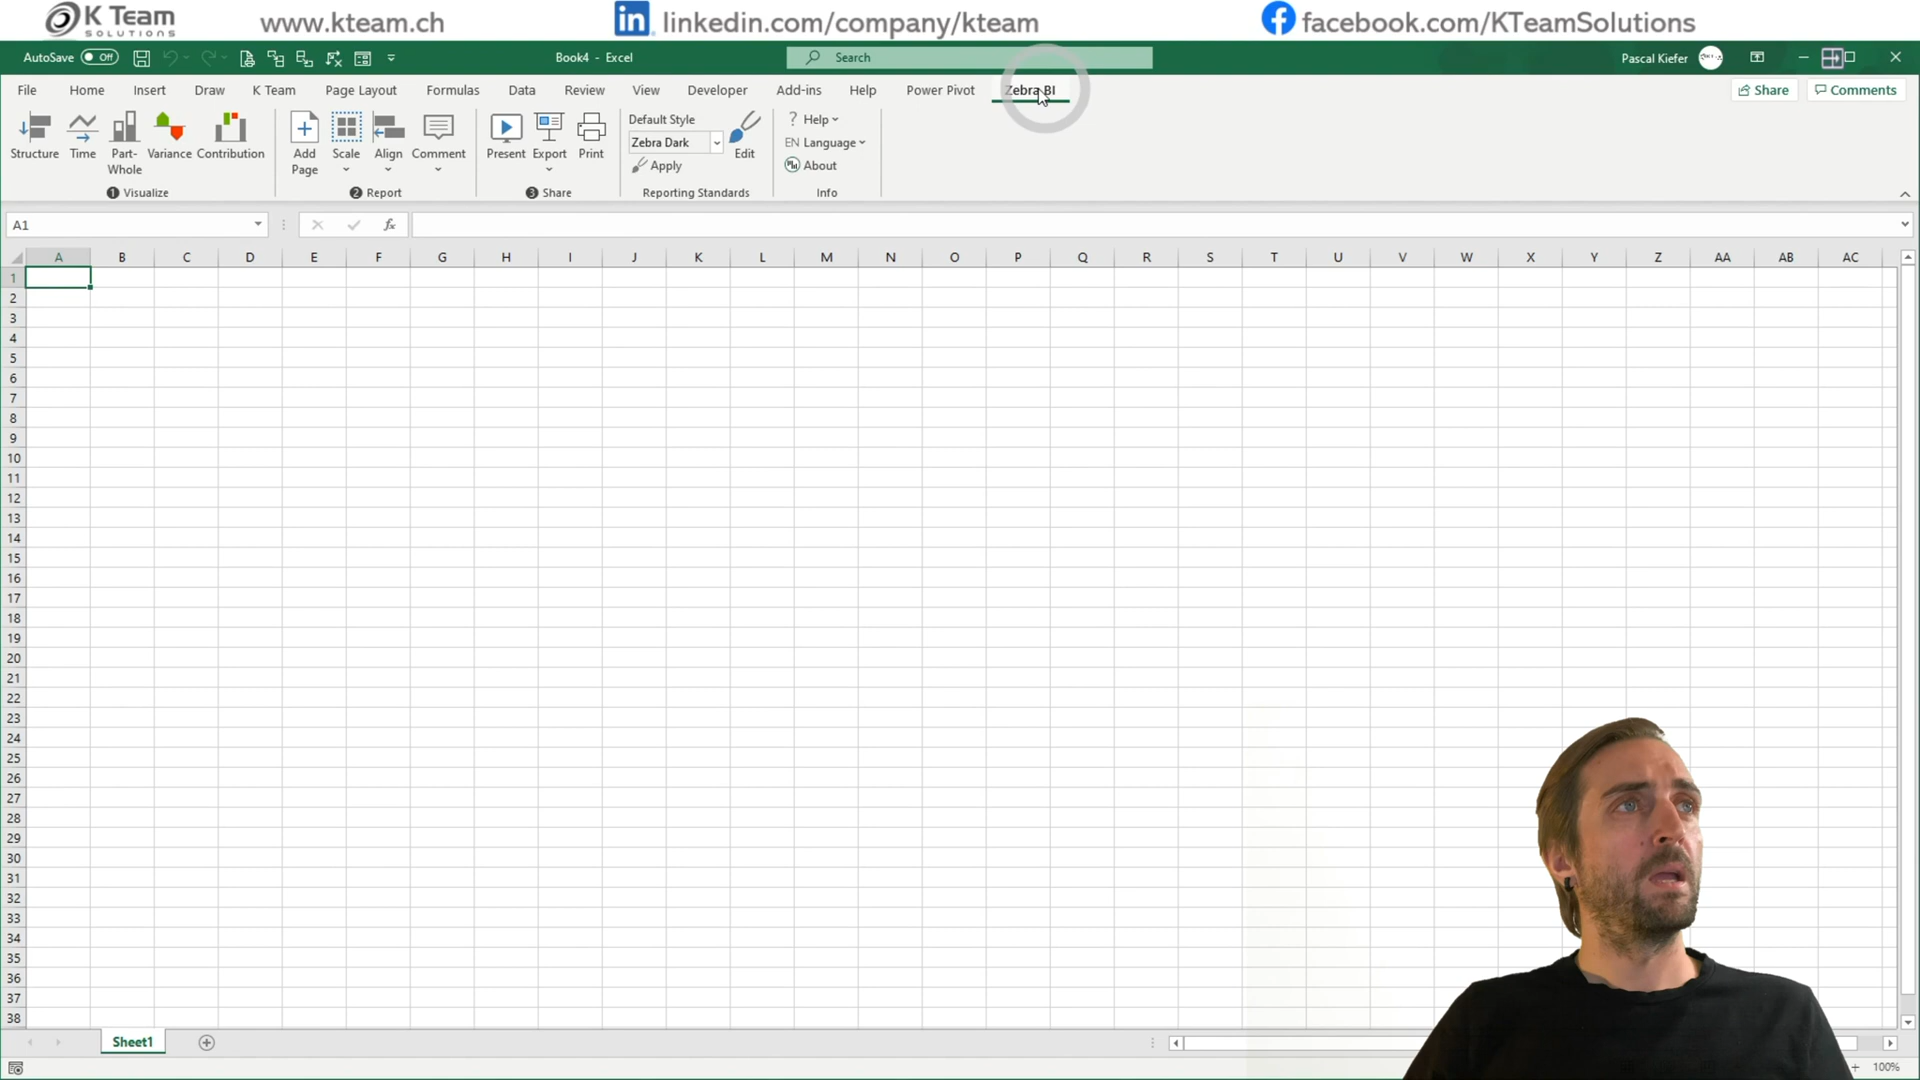 K Team
SOLUTIONS
www.kteam.ch
linkedin.com/company/kteam
facebook.com/KTeamSolutions
AutoSave Off
Book4 - Excel
Search
Pascal Kiefer
File Home Insert Draw K Team Page Layout Formulas Data Review View Developer Add-ins Help Power Pivot Zebra BI
Share Comments
Structure Time Part-Whole Variance Contribution
1 Visualize
Add Page Scale Align Comment
2 Report
Present Export Print
3 Share
Default Style
Zebra Dark
Apply
Edit
Reporting Standards
? Help
EN Language
About
Info
A1
fx
A B C D E F G H I J K L M N O P Q R S T U V W X Y Z AA AB AC
1
2
3
4
5
6
7
8
9
10
11
12
13
14
15
16
17
18
19
20
21
22
23
24
25
26
27
28
29
30
31
32
33
34
35
36
37
38
Sheet1
100%